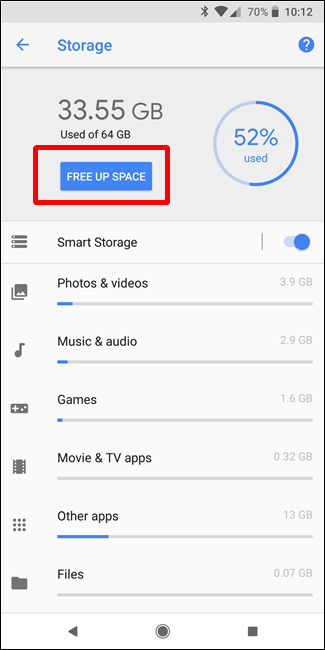 70% 10:12
Storage ?
33.55 GB
Used of 64 GB
52%
used
FREE UP SPACE
Smart Storage
Photos & videos 3.9 GB
Music & audio 2.9 GB
Games 1.6 GB
Movie & TV apps 0.32 GB
Other apps 13 GB
Files 0.07 GB